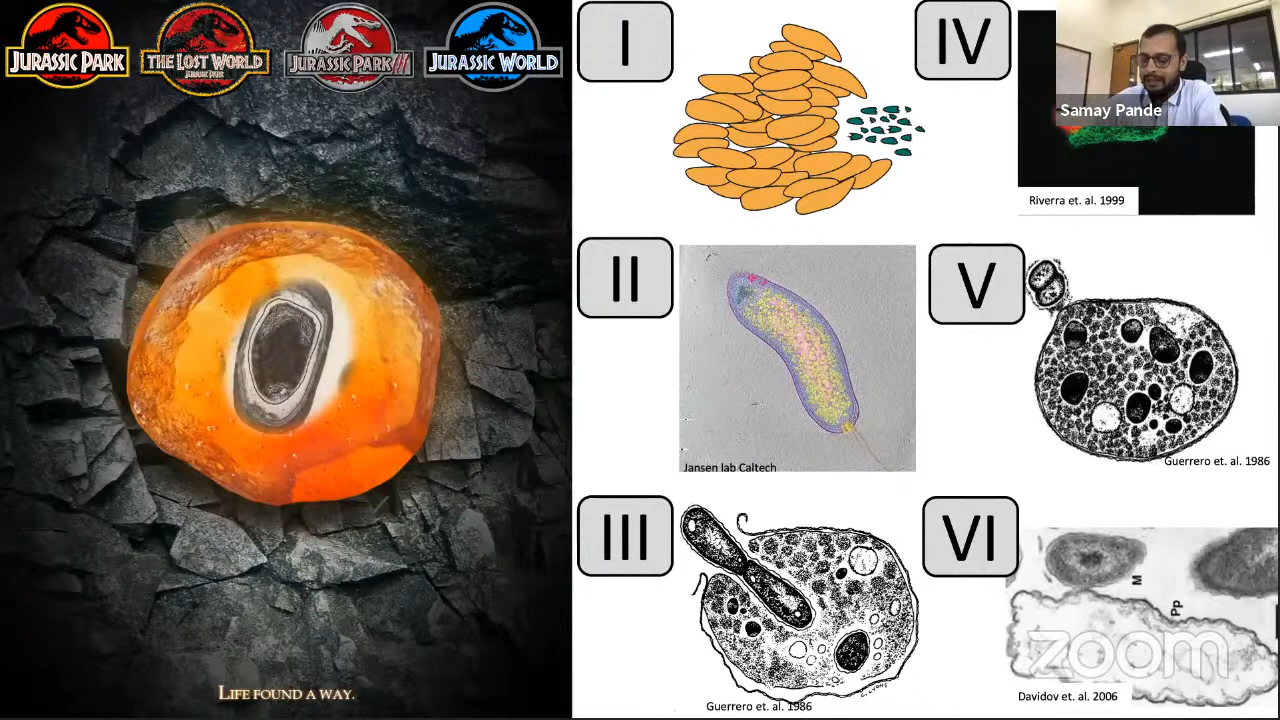 JURASSIC PARK
THE LOST WORLD
JURASSIC PARK
JURASSIC PARK III
JURASSIC WORLD
LIFE FOUND A WAY.
I
II
Jansen lab Caltech
III
Guerrero et. al. 1986
IV
Samay Pande
Riverra et. al. 1999
V
Guerrero et. al. 1986
VI
M
Pp
zoom
Davidov et. al. 2006